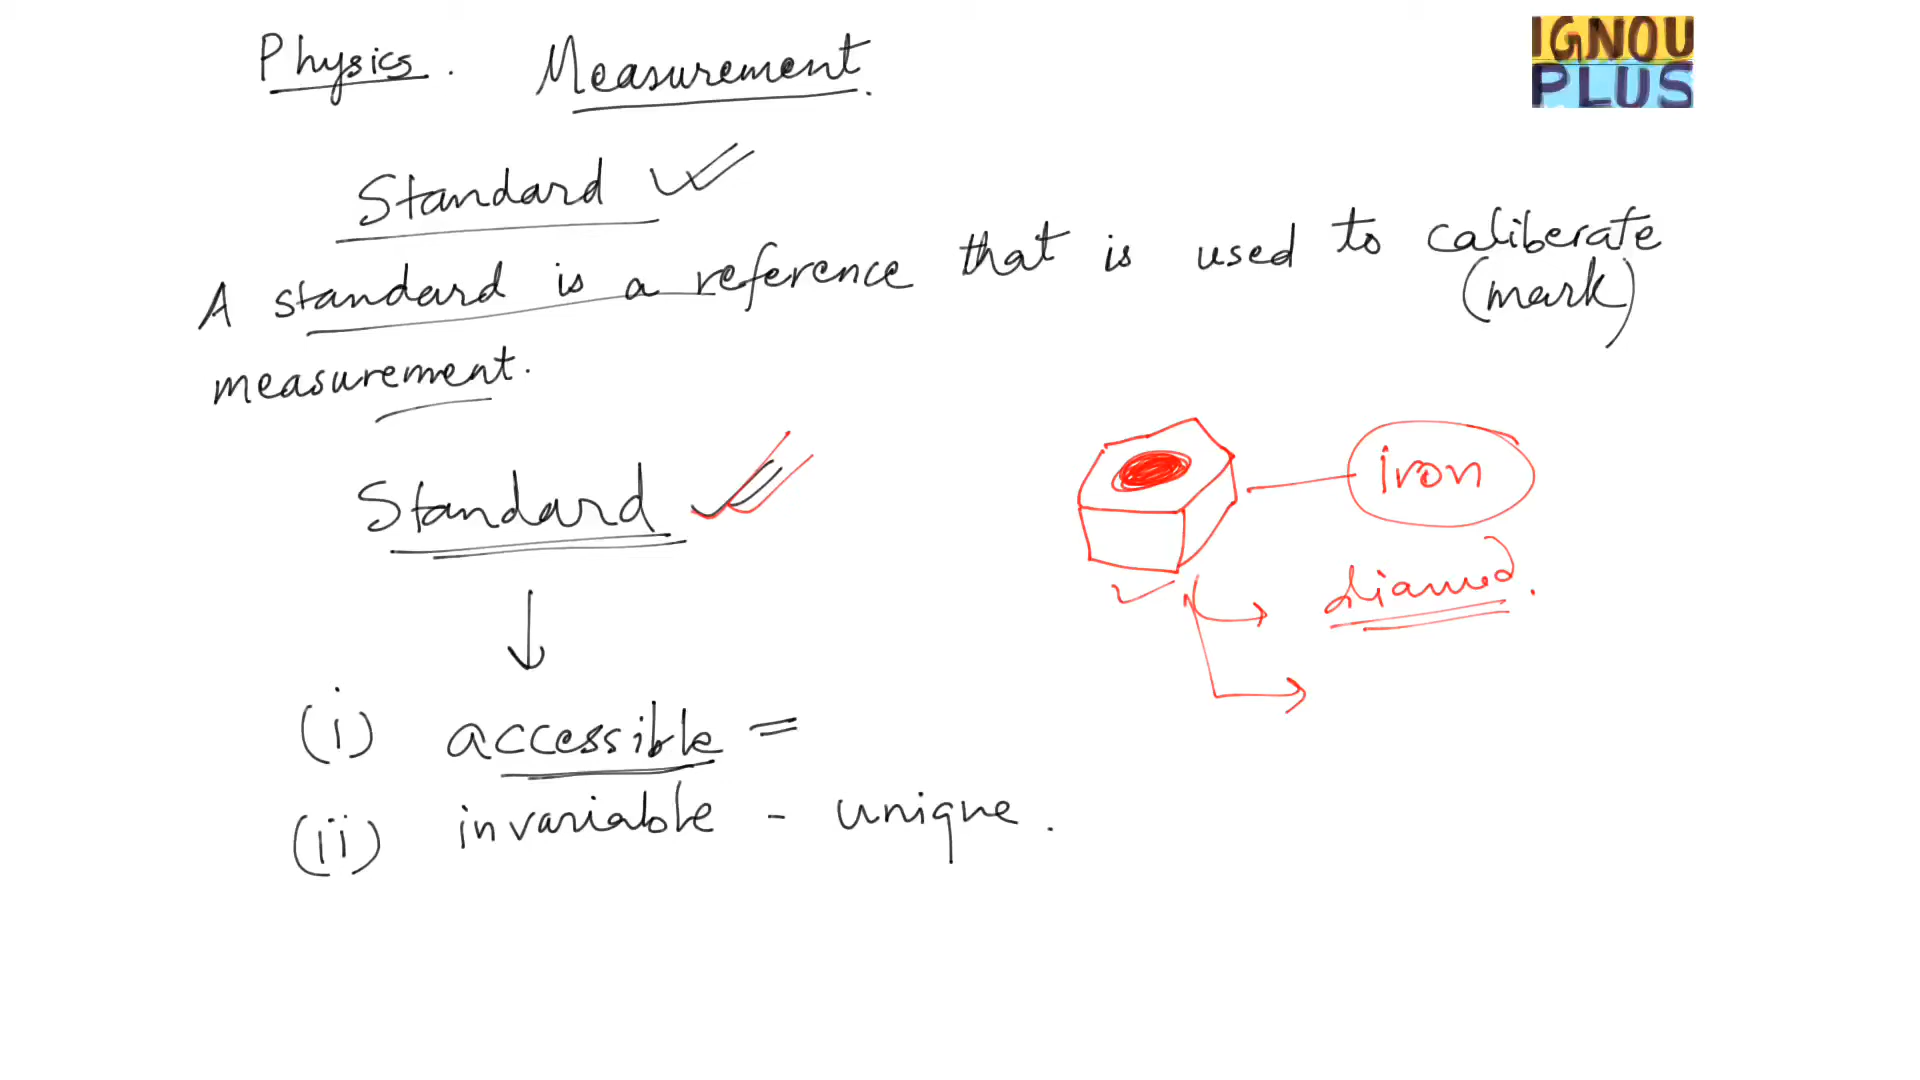 Physics. Measurement.
IGNOU
PLUS
Standard
A standard is a reference that is used to caliberate
(mark)
measurement.
Standard
iron
(i) accessible =
(ii) invariable - unique.